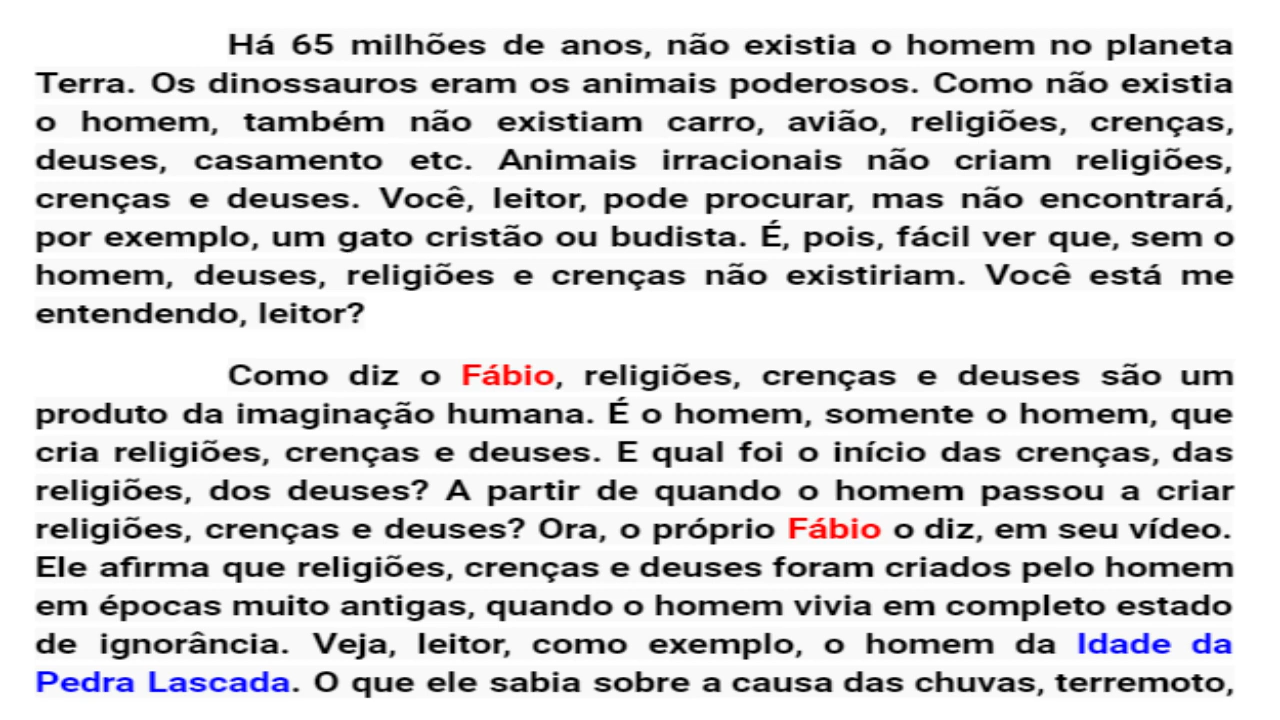 Há 65 milhões de anos, não existia o homem no planeta
Terra. Os dinossauros eram os animais poderosos. Como não existia
o homem, também não existiam carro, avião, religiões, crenças,
deuses, casamento etc. Animais irracionais não criam religiões,
crenças e deuses. Você, leitor, pode procurar, mas não encontrará,
por exemplo, um gato cristão ou budista. É, pois, fácil ver que, sem o
homem, deuses, religiões e crenças não existiriam. Você está me
entendendo, leitor?
Como diz o Fábio, religiões, crenças e deuses são um
produto da imaginação humana. É o homem, somente o homem, que
cria religiões, crenças e deuses. E qual foi o início das crenças, das
religiões, dos deuses? A partir de quando o homem passou a criar
religiões, crenças e deuses? Ora, o próprio Fábio o diz, em seu vídeo.
Ele afirma que religiões, crenças e deuses foram criados pelo homem
em épocas muito antigas, quando o homem vivia em completo estado
de ignorância. Veja, leitor, como exemplo, o homem da Idade da
Pedra Lascada. O que ele sabia sobre a causa das chuvas, terremoto,